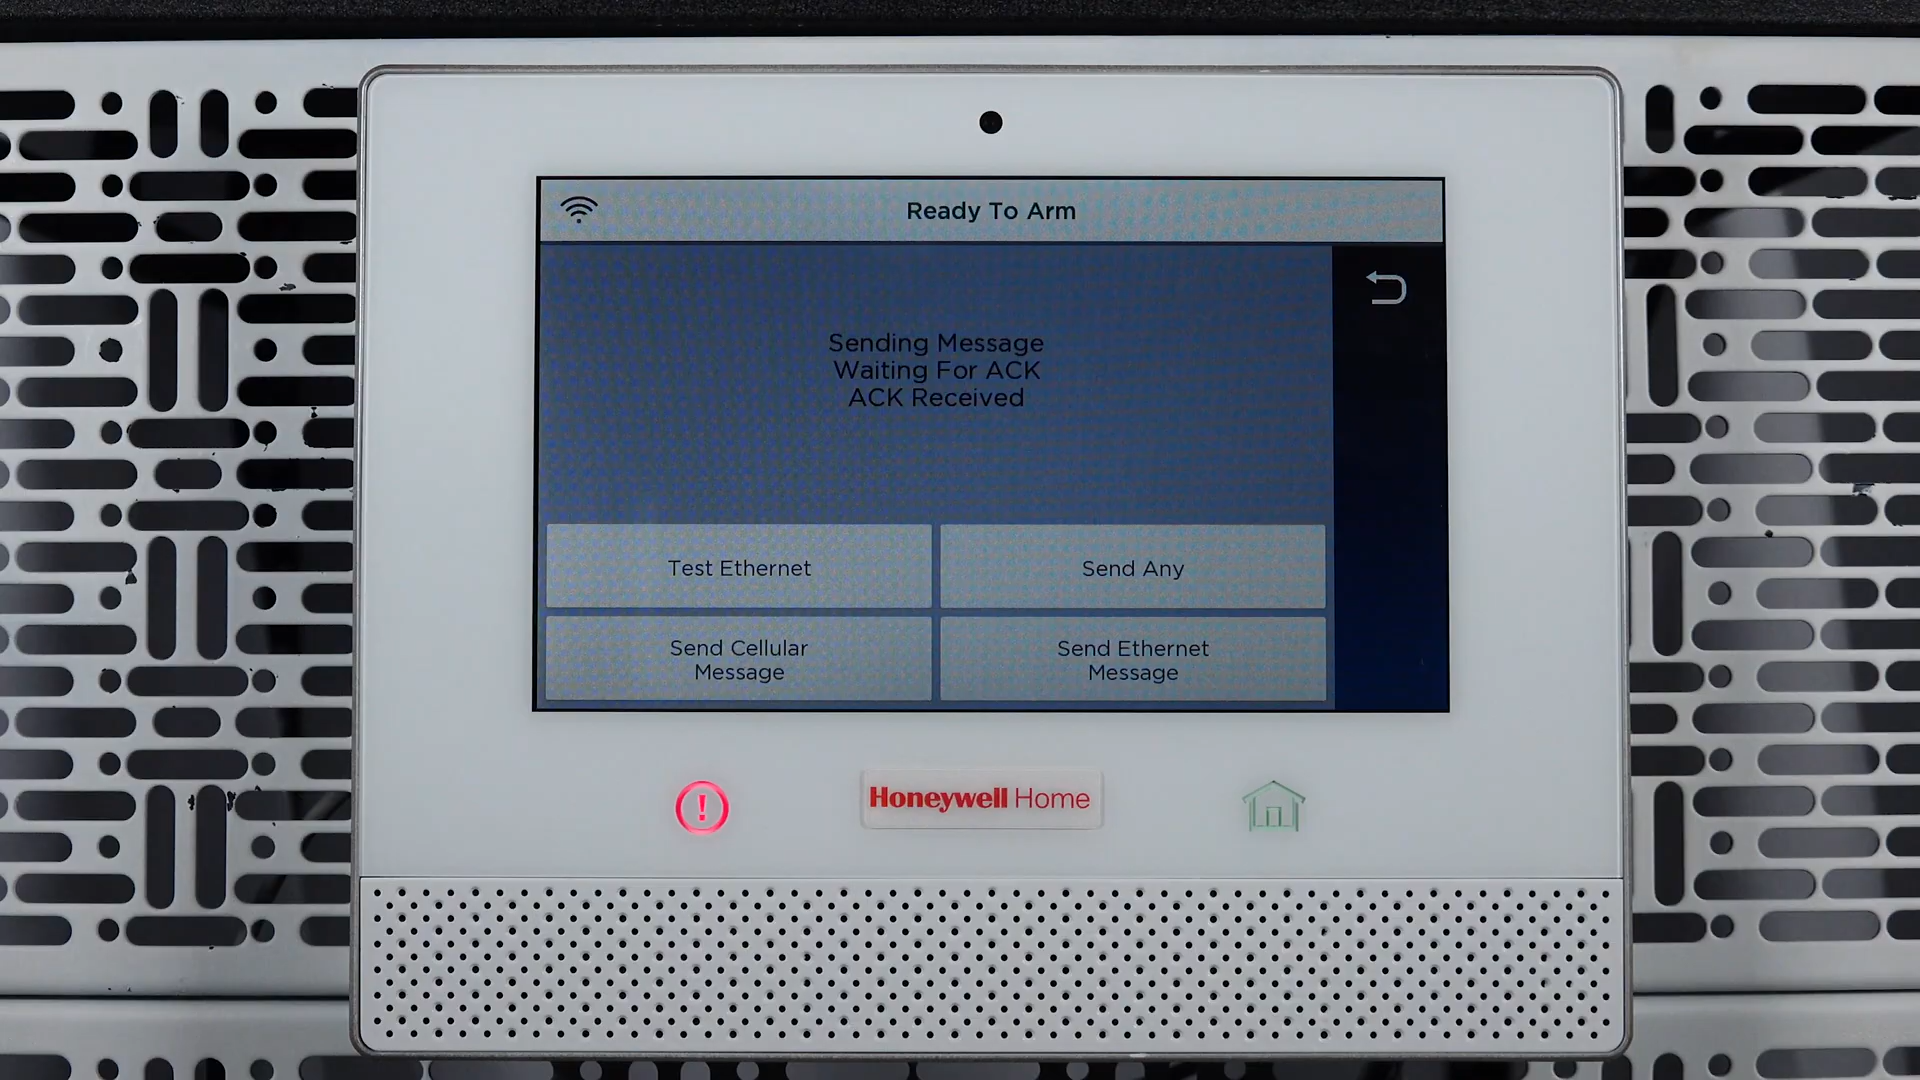 Ready To Arm
Sending Message
Waiting For ACK
ACK Received
Test Ethernet
Send Any
Send Cellular
Message
Send Ethernet
Message
Honeywell Home